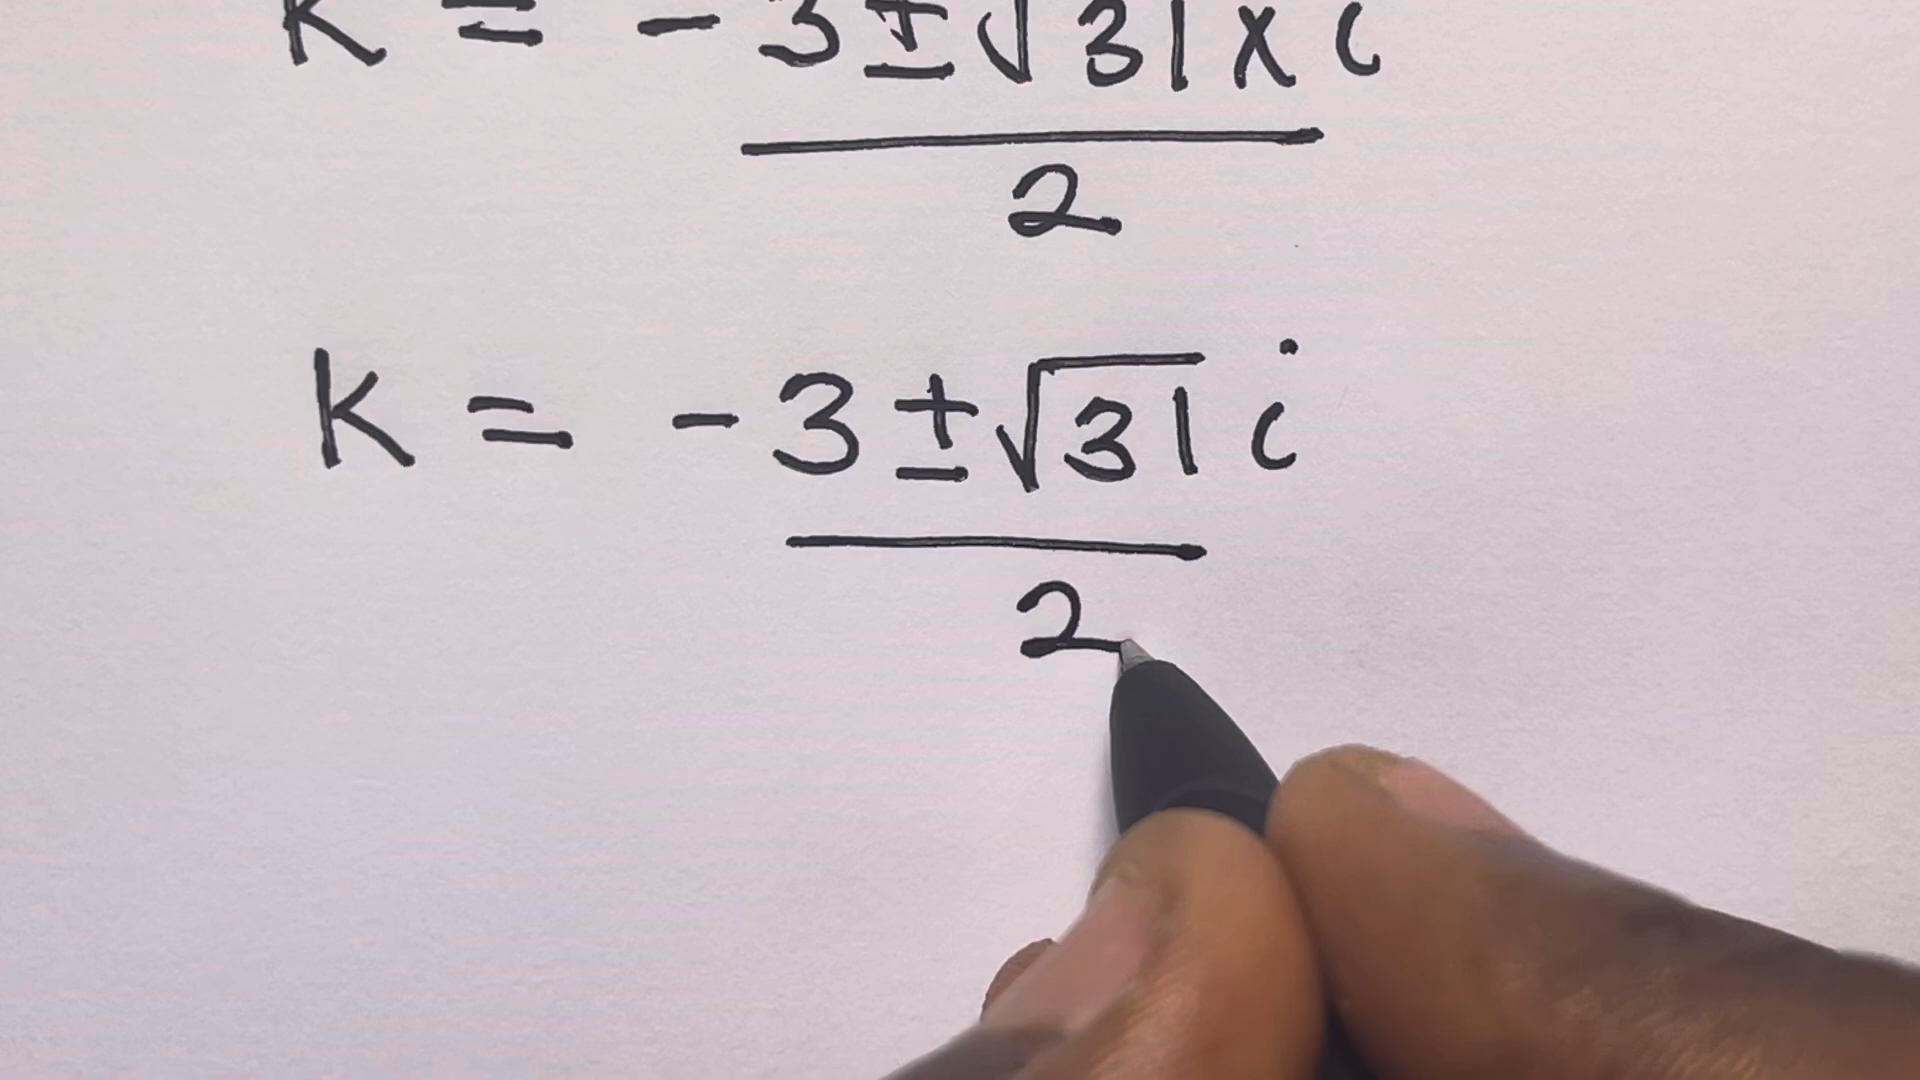 K = -3 ± √31 x i
2
K = -3 ± √31 i
2